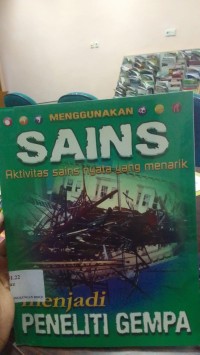 MENGGUNAKAN
SAINS
Aktivitas sains nyata yang menarik
menjadi
PENELITI GEMPA